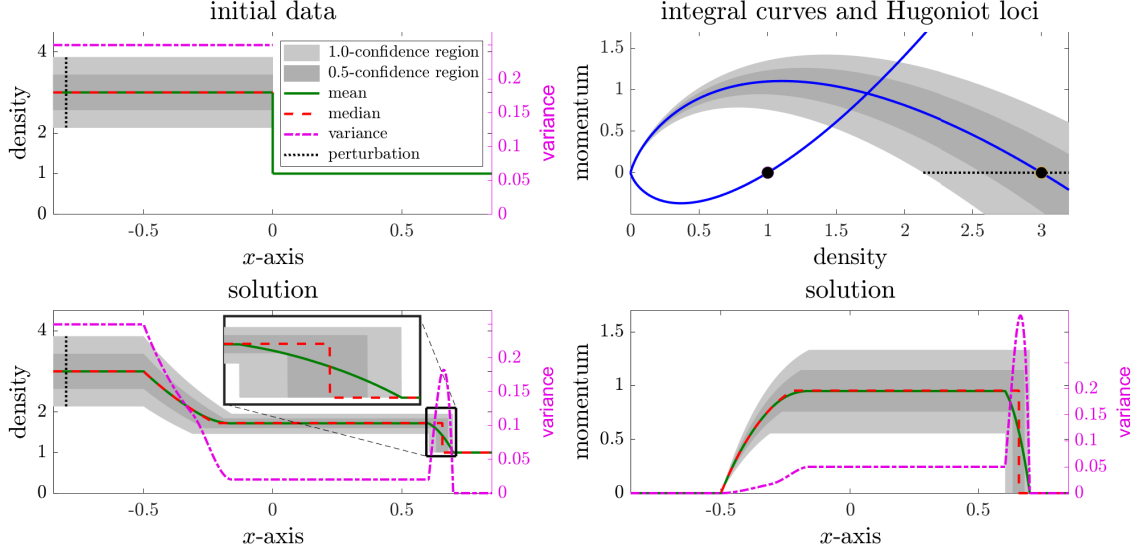 initial data
density
4
3
2
1
0
1.0-confidence region
0.5-confidence region
mean
median
variance
perturbation
0.2
0.15
0.1
0.05
0
variance
-0.5
0
0.5
x-axis
integral curves and Hugoniot loci
momentum
1.5
1
0.5
0
0
0.5
1
1.5
2
2.5
3
density
solution
density
4
3
2
1
0
0.2
0.15
0.1
0.05
0
variance
-0.5
0
0.5
x-axis
solution
momentum
1.5
1
0.5
0
0.2
0.15
0.1
0.05
0
variance
-0.5
0
0.5
x-axis